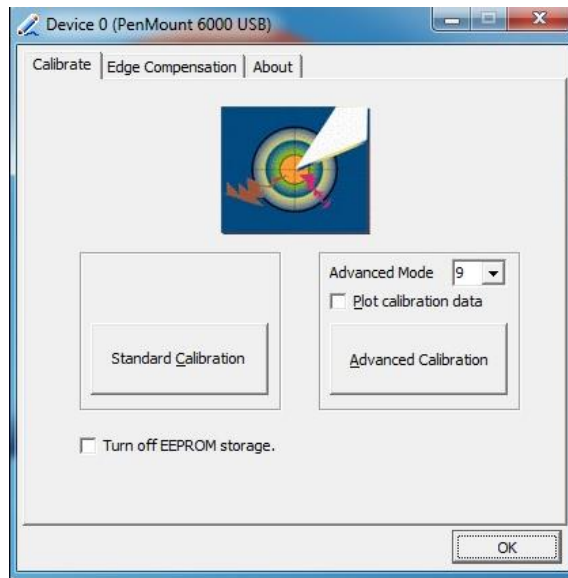 Device 0 (PenMount 6000 USB)
Calibrate Edge Compensation About
Advanced Mode 9
Plot calibration data
Standard Calibration
Advanced Calibration
Turn off EEPROM storage.
OK